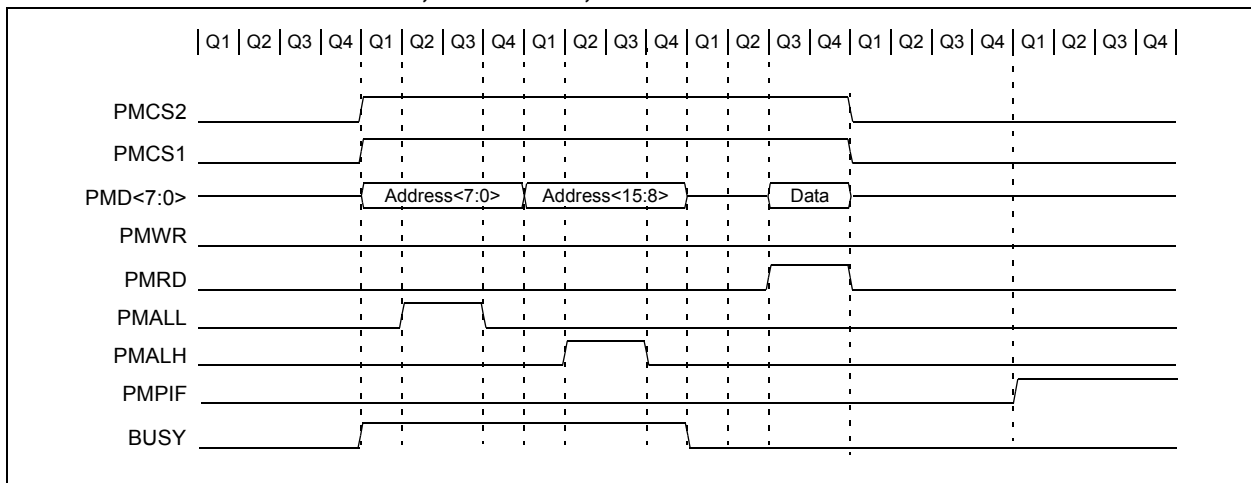 Q1 Q2 Q3 Q4 Q1 Q2 Q3 Q4 Q1 Q2 Q3 Q4 Q1 Q2 Q3 Q4 Q1 Q2 Q3 Q4 Q1 Q2 Q3 Q4
PMCS2
PMCS1
PMD<7:0> Address<7:0> Address<15:8> Data
PMWR
PMRD
PMALL
PMALH
PMPIF
BUSY